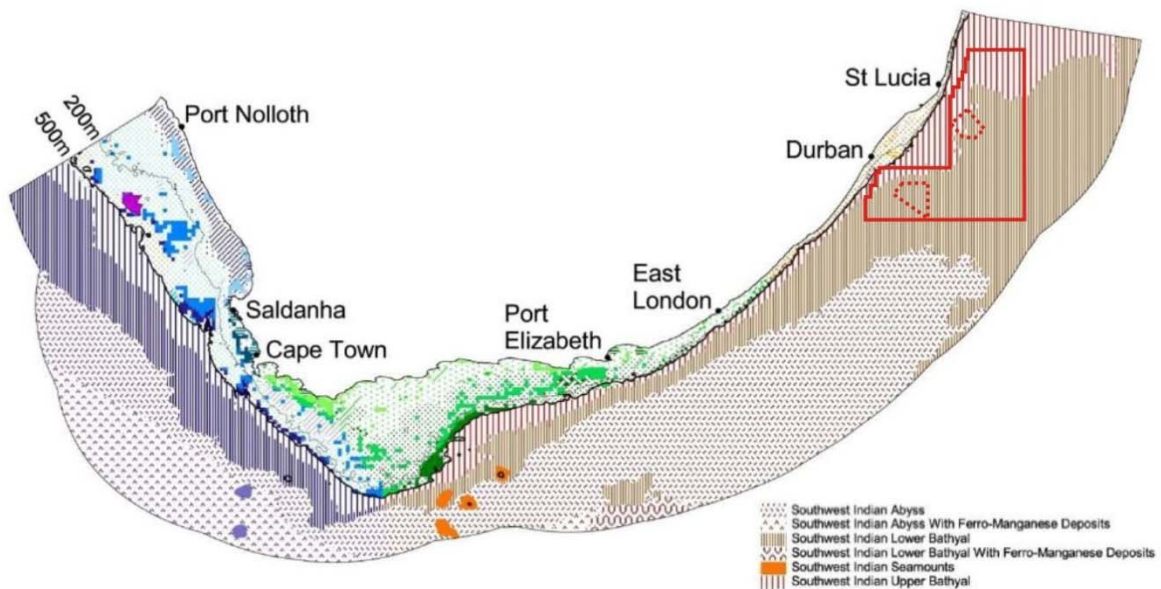 200m
500m
Port Nolloth
St Lucia
Durban
Saldanha
Cape Town
East
London
Port
Elizabeth
Southwest Indian Abyss
Southwest Indian Abyss With Ferro-Manganese Deposits
Southwest Indian Lower Bathyal
Southwest Indian Lower Bathyal With Ferro-Manganese Deposits
Southwest Indian Seamounts
Southwest Indian Upper Bathyal